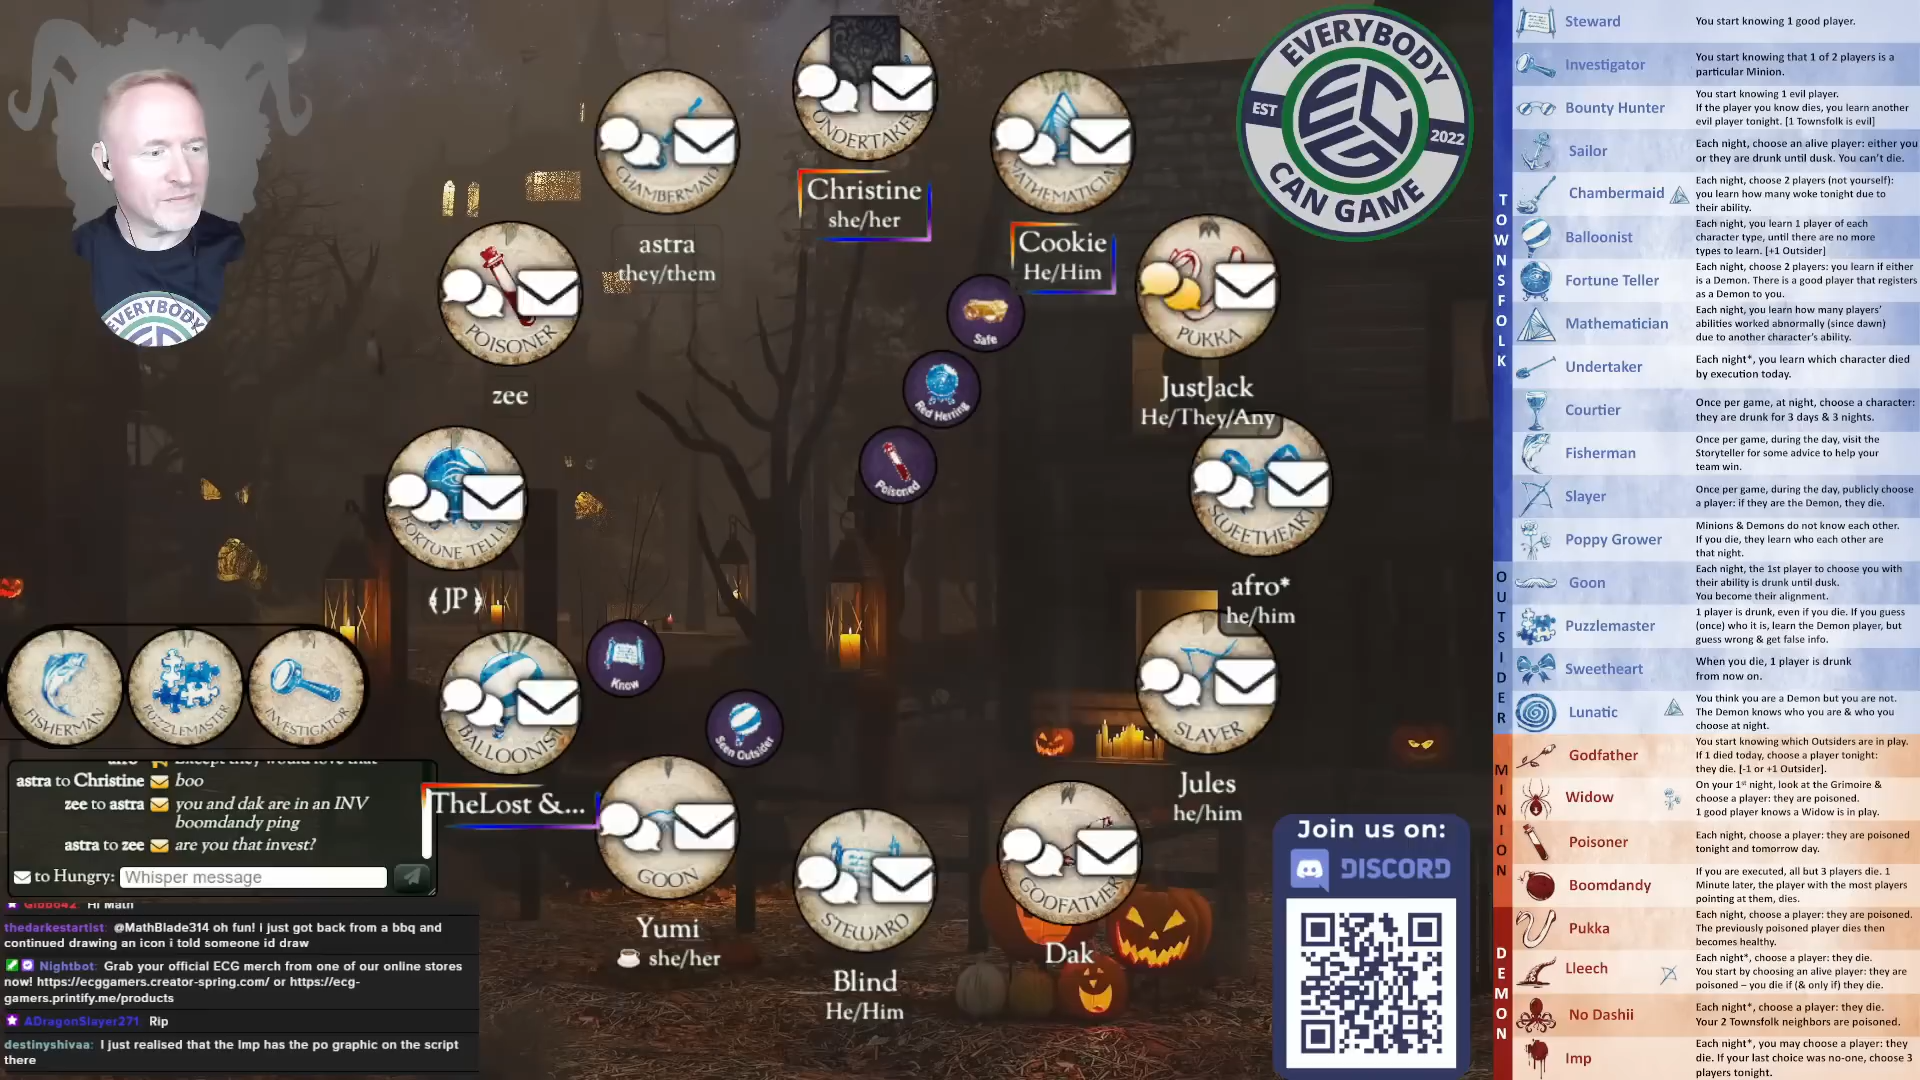 EVERYBODY
EST
ECG
2022
CAN GAME
EVERYBODY
UNDERTAKER
Christine
she/her
CHAMBERMAID
astra
they/them
MATHEMATICIAN
Cookie
He/Him
POISONER
zee
PUKKA
JustJack
He/They/Any
Safe
Red Herring
Poisoned
FORTUNE TELLER
JP
SWEETHEART
afro*
he/him
BALLOONIST
TheLost &...
Know
Seen Outsider
SLAYER
Jules
he/him
GOON
Yumi
she/her
STEWARD
Blind
He/Him
GODFATHER
Dak
FISHERMAN
PUZZLEMASTER
INVESTIGATOR
astra to Christine boo
zee to astra you and dak are in an INV
boomdandy ping
astra to zee are you that invest?
to Hungry: Whisper message
Gibb642: Hi Math
thedarkestartist: @MathBlade314 oh fun! i just got back from a bbq and
continued drawing an icon i told someone id draw
Nightbot: Grab your official ECG merch from one of our online stores
now! https://ecggamers.creator-spring.com/ or https://ecg-
gamers.printify.me/products
ADragonSlayer271 Rip
destinyshivaa: I just realised that the Imp has the po graphic on the script
there
Join us on:
DISCORD
TOWNSFOLK
Steward You start knowing 1 good player.
Investigator You start knowing that 1 of 2 players is a
particular Minion.
Bounty Hunter You start knowing 1 evil player.
If the player you know dies, you learn another
evil player tonight. [1 Townsfolk is evil]
Sailor Each night, choose an alive player: either you
or they are drunk until dusk. You can't die.
Chambermaid Each night, choose 2 players (not yourself):
you learn how many woke tonight due to
their ability.
Balloonist Each night, you learn 1 player of each
character type, until there are no more
types to learn. [+1 Outsider]
Fortune Teller Each night, choose 2 players: you learn if either
is a Demon. There is a good player that registers
as a Demon to you.
Mathematician Each night, you learn how many players'
abilities worked abnormally (since dawn)
due to another character's ability.
Undertaker Each night*, you learn which character died
by execution today.
Courtier Once per game, at night, choose a character:
they are drunk for 3 days & 3 nights.
Fisherman Once per game, during the day, visit the
Storyteller for some advice to help your
team win.
Slayer Once per game, during the day, publicly choose
a player: if they are the Demon, they die.
Poppy Grower Minions & Demons do not know each other.
If you die, they learn who each other are
that night.
OUTSIDER
Goon Each night, the 1st player to choose you with
their ability is drunk until dusk.
You become their alignment.
Puzzlemaster 1 player is drunk, even if you die. If you guess
(once) who it is, learn the Demon player, but
guess wrong & get false info.
Sweetheart When you die, 1 player is drunk
from now on.
Lunatic You think you are a Demon but you are not.
The Demon knows who you are & who you
choose at night.
MINION
Godfather You start knowing which Outsiders are in play.
If 1 died today, choose a player tonight:
they die. [-1 or +1 Outsider].
Widow On your 1st night, look at the Grimoire &
choose a player: they are poisoned.
1 good player knows a Widow is in play.
Poisoner Each night, choose a player: they are poisoned
tonight and tomorrow day.
Boomdandy If you are executed, all but 3 players die. 1
Minute later, the player with the most players
pointing at them, dies.
DEMON
Pukka Each night, choose a player: they are poisoned.
The previously poisoned player dies then
becomes healthy.
Lleech Each night*, choose a player: they die.
You start by choosing an alive player: they are
poisoned – you die if (& only if) they die.
No Dashii Each night*, choose a player: they die.
Your 2 Townsfolk neighbors are poisoned.
Imp Each night*, you may choose a player: they
die. If your last choice was no-one, choose 3
players tonight.